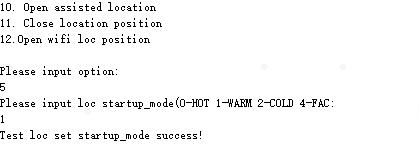 10. Open assisted location
11. Close location position
12.Open wifi loc position
Please input option:
5
Please input loc startup_mode(0-HOT 1-WARM 2-COLD 4-FAC:
1
Test loc set startup_mode success!